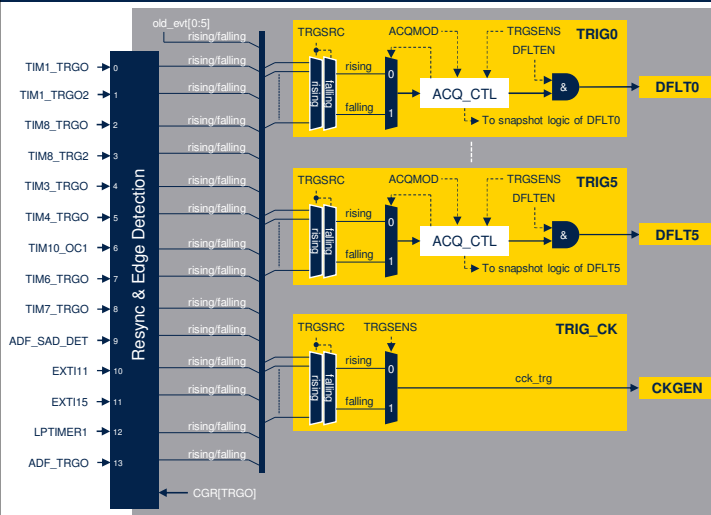 old_evt[0:5]
rising/falling
TIM1_TRGO 0 rising/falling
TIM1_TRGO2 1 rising/falling
TIM8_TRGO 2 rising/falling
TIM8_TRG2 3 rising/falling
TIM3_TRGO 4 rising/falling
TIM4_TRGO 5 rising/falling
TIM10_OC1 6 rising/falling
TIM6_TRGO 7 rising/falling
TIM7_TRGO 8 rising/falling
ADF_SAD_DET 9 rising/falling
EXTI11 10 rising/falling
EXTI15 11 rising/falling
LPTIMER1 12 rising/falling
ADF_TRGO 13 rising/falling
Resync & Edge Detection
CGR[TRGO]
TRGSRC ACQMOD TRGSENS TRIG0
DFLTEN
rising falling
rising 0
ACQ_CTL & DFLT0
falling 1
To snapshot logic of DFLT0
TRGSRC ACQMOD TRGSENS TRIG5
DFLTEN
rising falling
rising 0
ACQ_CTL & DFLT5
falling 1
To snapshot logic of DFLT5
TRGSRC TRGSENS TRIG_CK
rising falling
rising 0
cck_trg CKGEN
falling 1